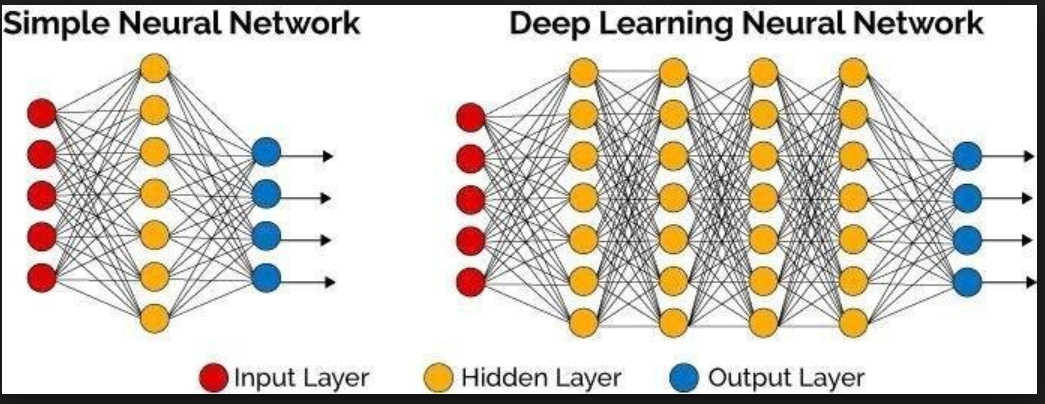 Simple Neural Network
Deep Learning Neural Network
Input Layer
Hidden Layer
Output Layer